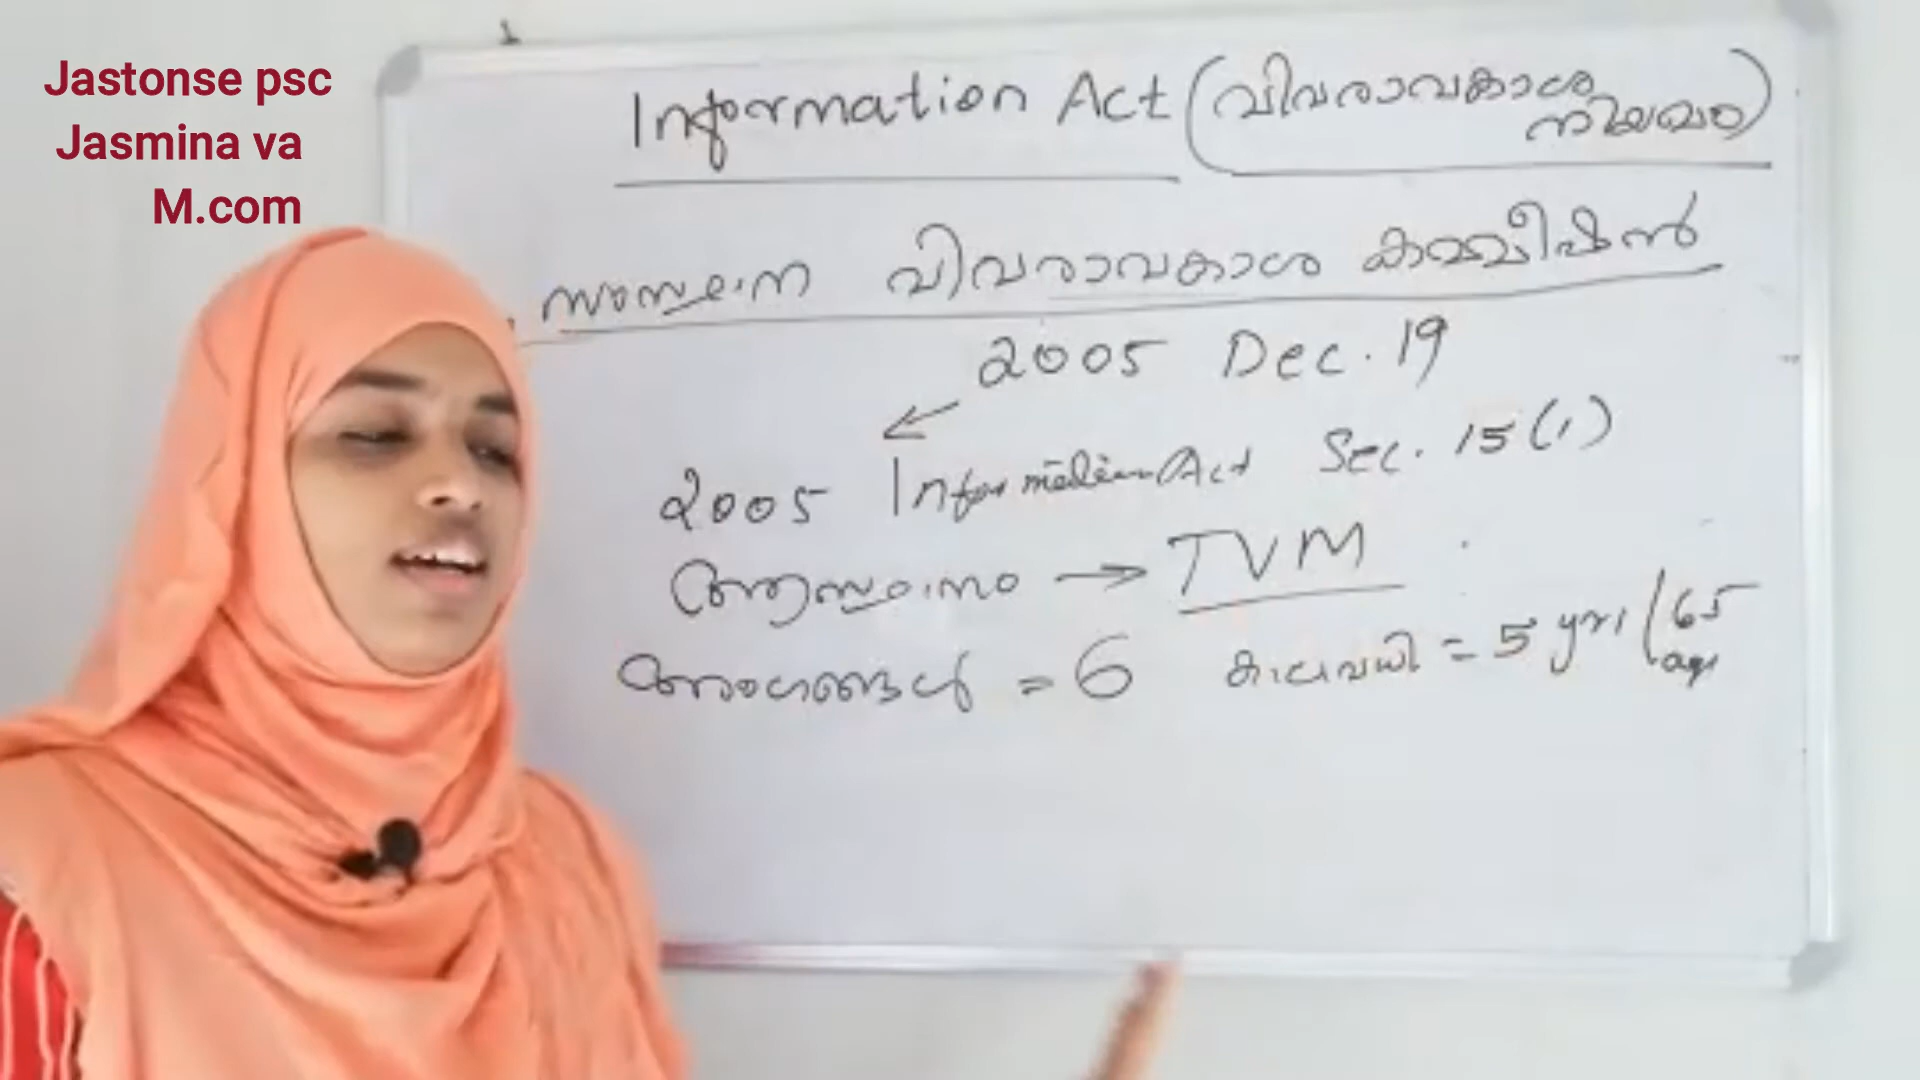 Jastonse psc
Jasmina va
M.com
Information Act (വിവരാവകാശ
നിയമം)
സംസ്ഥാന വിവരാവകാശ കമ്മീഷൻ
2005 Dec. 19
2005 Information Act Sec. 15 (1)
ആസ്ഥാനം → TVM
അംഗങ്ങൾ = 6 കാലാവധി = 5 yrs / 65
age